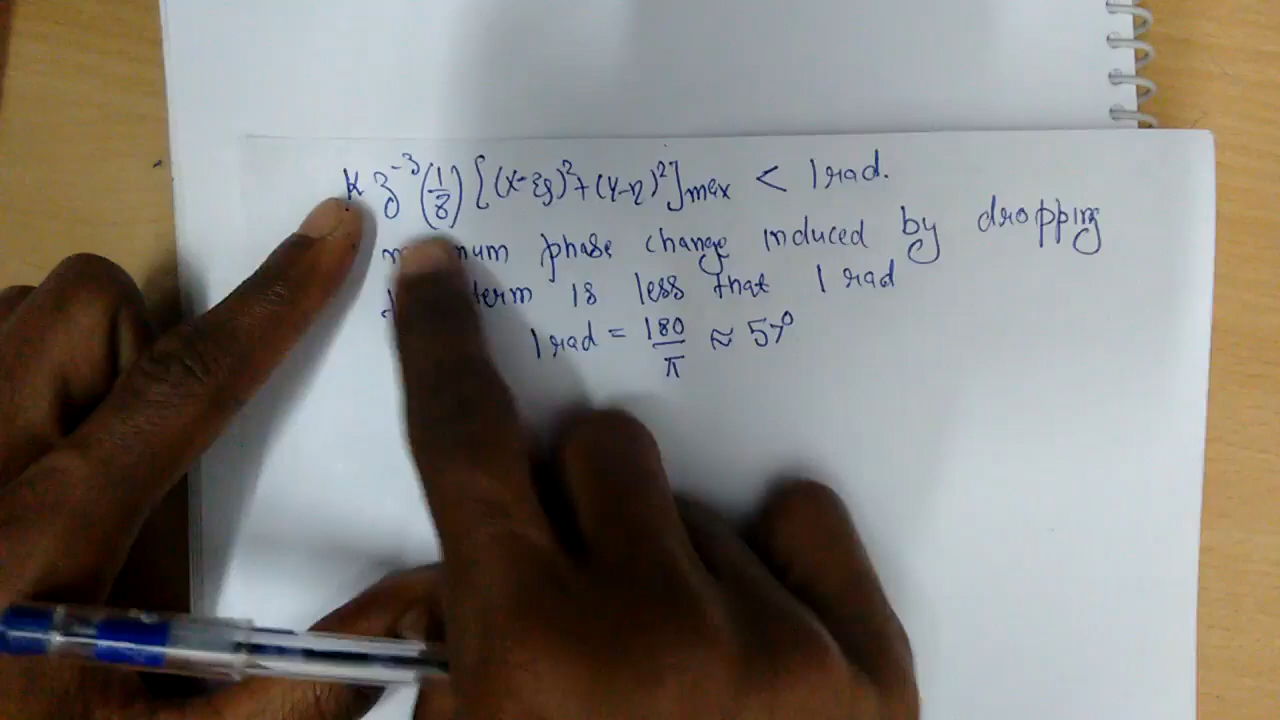 k z⁻³ (1/8) [(x-ξ)²+(y-η)²]max < 1 rad.
phase change induced by dropping
term is less that 1 rad
1 rad = 180/π ≈ 57°